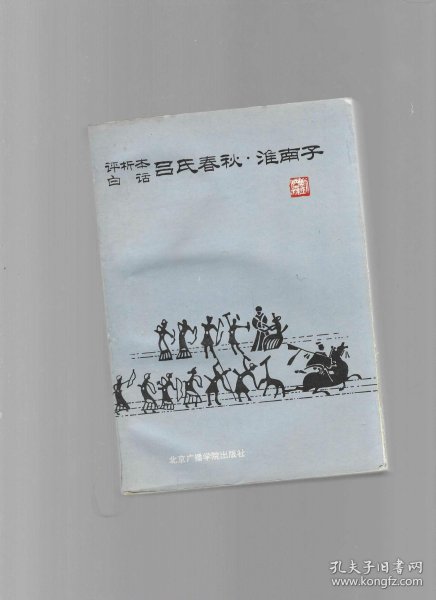 评析本
白话
吕氏春秋·淮南子
北京广播学院出版社
孔夫子旧书网
www.kongfz.com